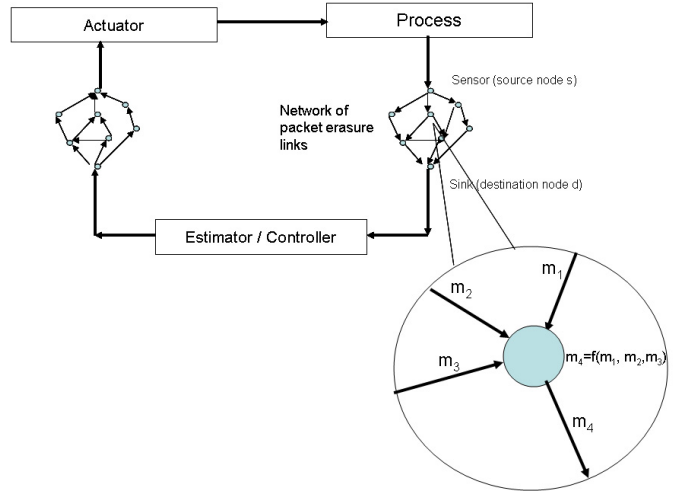 Actuator
Process
Sensor (source node s)
Network of
packet erasure
links
Sink (destination node d)
Estimator / Controller
m1
m2
m3
m4=f(m1, m2,m3)
m4